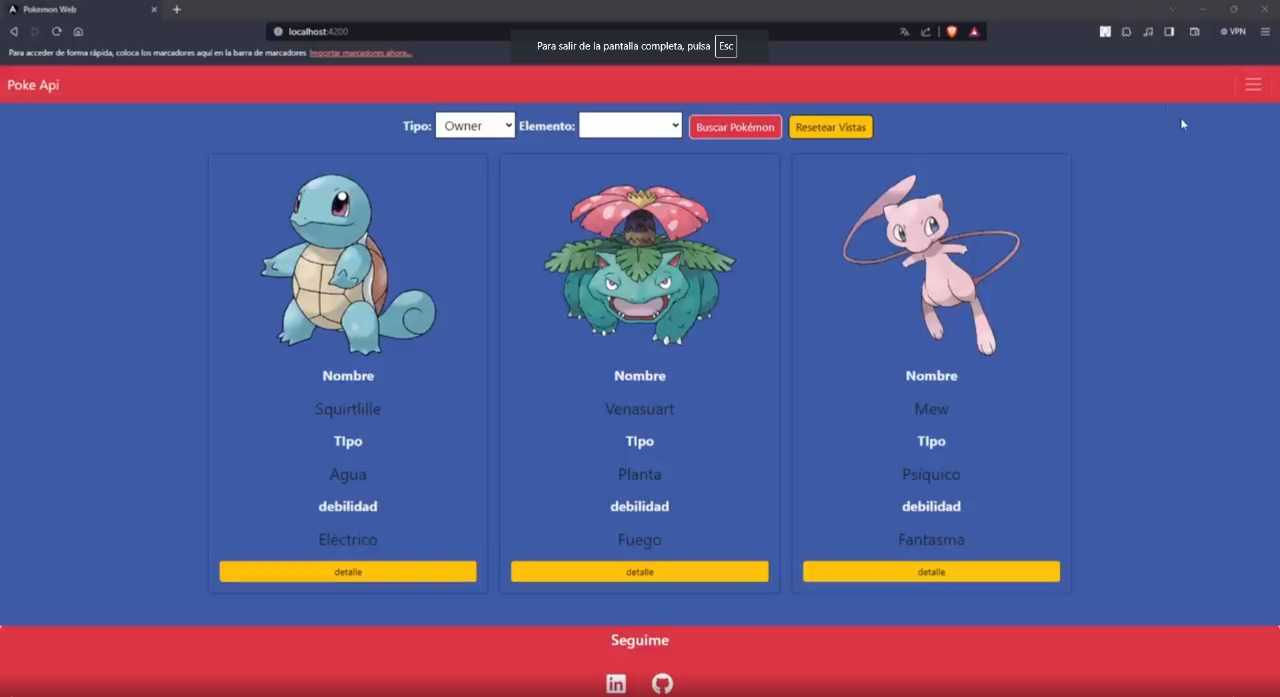 Pokemon Web
localhost:4200
VPN
Para acceder de forma rápida, coloca los marcadores aquí en la barra de marcadores Importar marcadores ahora...
Para salir de la pantalla completa, pulsa Esc
Poke Api
Tipo: Owner Elemento: Buscar Pokémon Resetear Vistas
Nombre Nombre Nombre
Squirtlille Venasuart Mew
TIpo TIpo TIpo
Agua Planta Psíquico
debilidad debilidad debilidad
Eléctrico Fuego Fantasma
detalle detalle detalle
Seguime